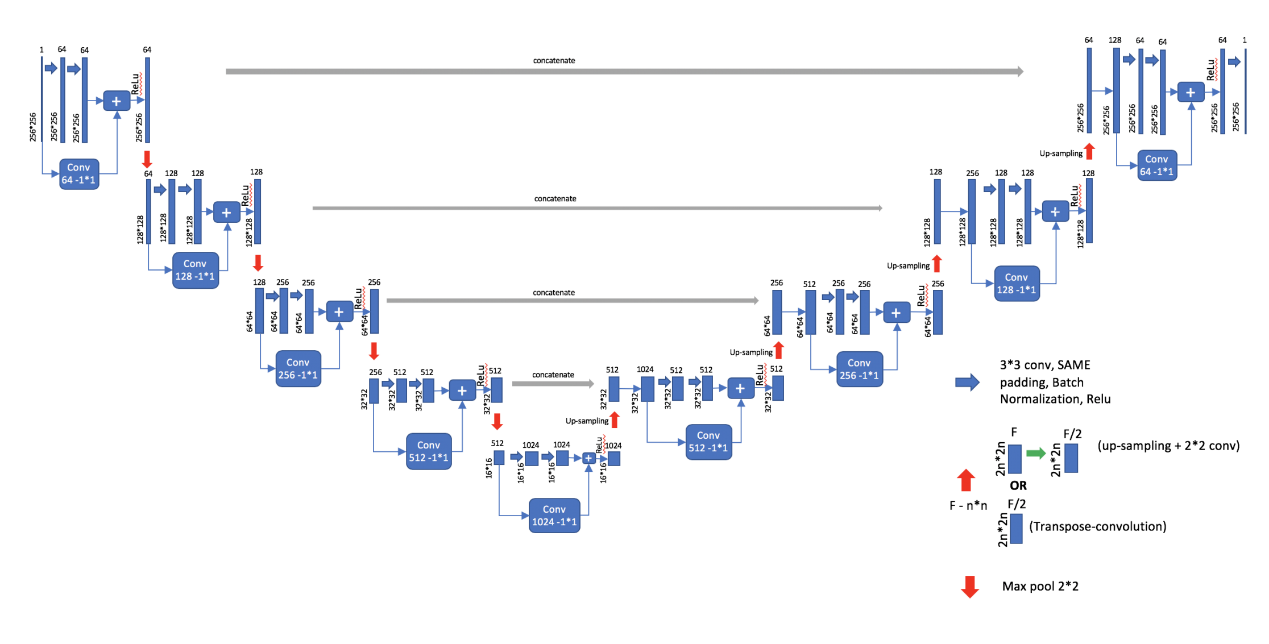 1 64 64 64
256*256 256*256 256*256 ReLu 256*256
+
Conv
64 -1*1
concatenate
64 128 64 64 64 1
256*256 256*256 256*256 256*256 ReLu 256*256 256*256
+
Conv
64 -1*1
Up-sampling
64 128 128 128
128*128 128*128 128*128 ReLu 128*128
+
Conv
128 -1*1
concatenate
128 256 128 128 128
128*128 128*128 128*128 128*128 ReLu 128*128
+
Conv
128 -1*1
Up-sampling
128 256 256 256
64*64 64*64 64*64 ReLu 64*64
+
Conv
256 -1*1
concatenate
256 512 256 256 256
64*64 64*64 64*64 64*64 ReLu 64*64
+
Conv
256 -1*1
Up-sampling
256 512 512 512
32*32 32*32 32*32 ReLu 32*32
+
Conv
512 -1*1
concatenate
512 1024 512 512 512
32*32 32*32 32*32 32*32 ReLu 32*32
+
Conv
512 -1*1
Up-sampling
512 1024 1024 1024
16*16 16*16 16*16 ReLu 16*16
+
Conv
1024 -1*1
3*3 conv, SAME
padding, Batch
Normalization, Relu
F F/2
2n*2n 2n*2n (up-sampling + 2*2 conv)
OR
F - n*n
F/2
2n*2n (Transpose-convolution)
Max pool 2*2